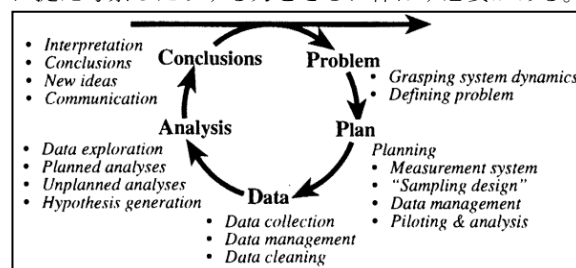 Conclusions
Problem
Plan
Data
Analysis
• Interpretation
• Conclusions
• New ideas
• Communication
• Grasping system dynamics
• Defining problem
Planning
• Measurement system
• “Sampling design”
• Data management
• Piloting & analysis
• Data collection
• Data management
• Data cleaning
• Data exploration
• Planned analyses
• Unplanned analyses
• Hypothesis generation